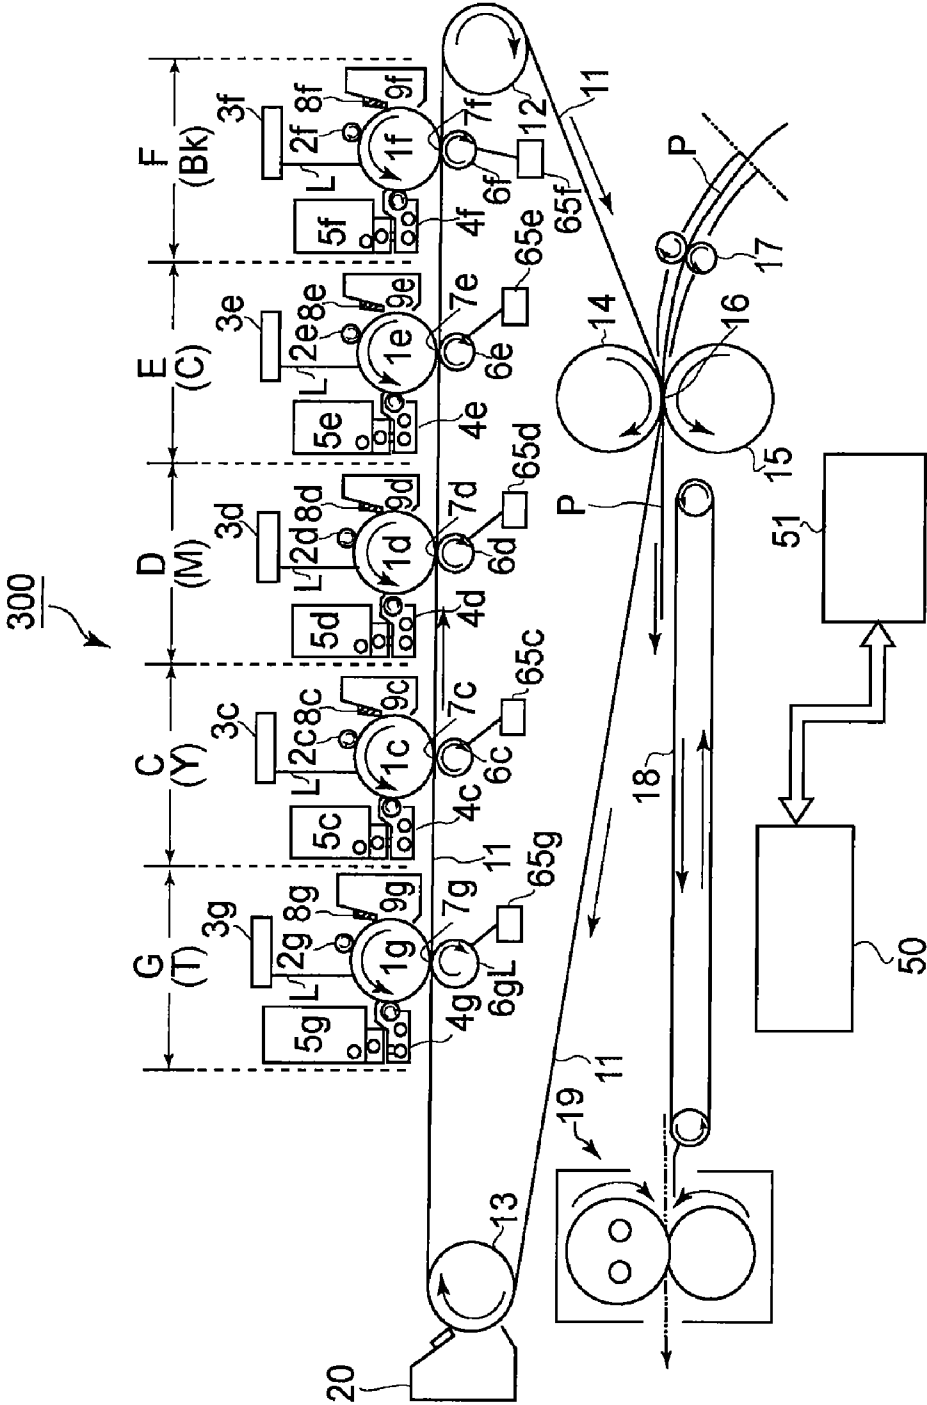 300
G
(T)
C
(Y)
D
(M)
E
(C)
F
(Bk)
3g
3c
3d
3e
3f
5g
L
2g
8g
9g
5c
L
2c
8c
9c
5d
L
2d
8d
9d
5e
L
2e
8e
9e
5f
L
2f
8f
9f
1g
1c
1d
1e
1f
4g
7g
4c
7c
4d
7d
4e
7e
4f
7f
6gL
65g
11
6c
65c
6d
65d
6e
65e
6f
65f
12
20
13
11
11
14
P
P
16
17
15
19
18
50
51